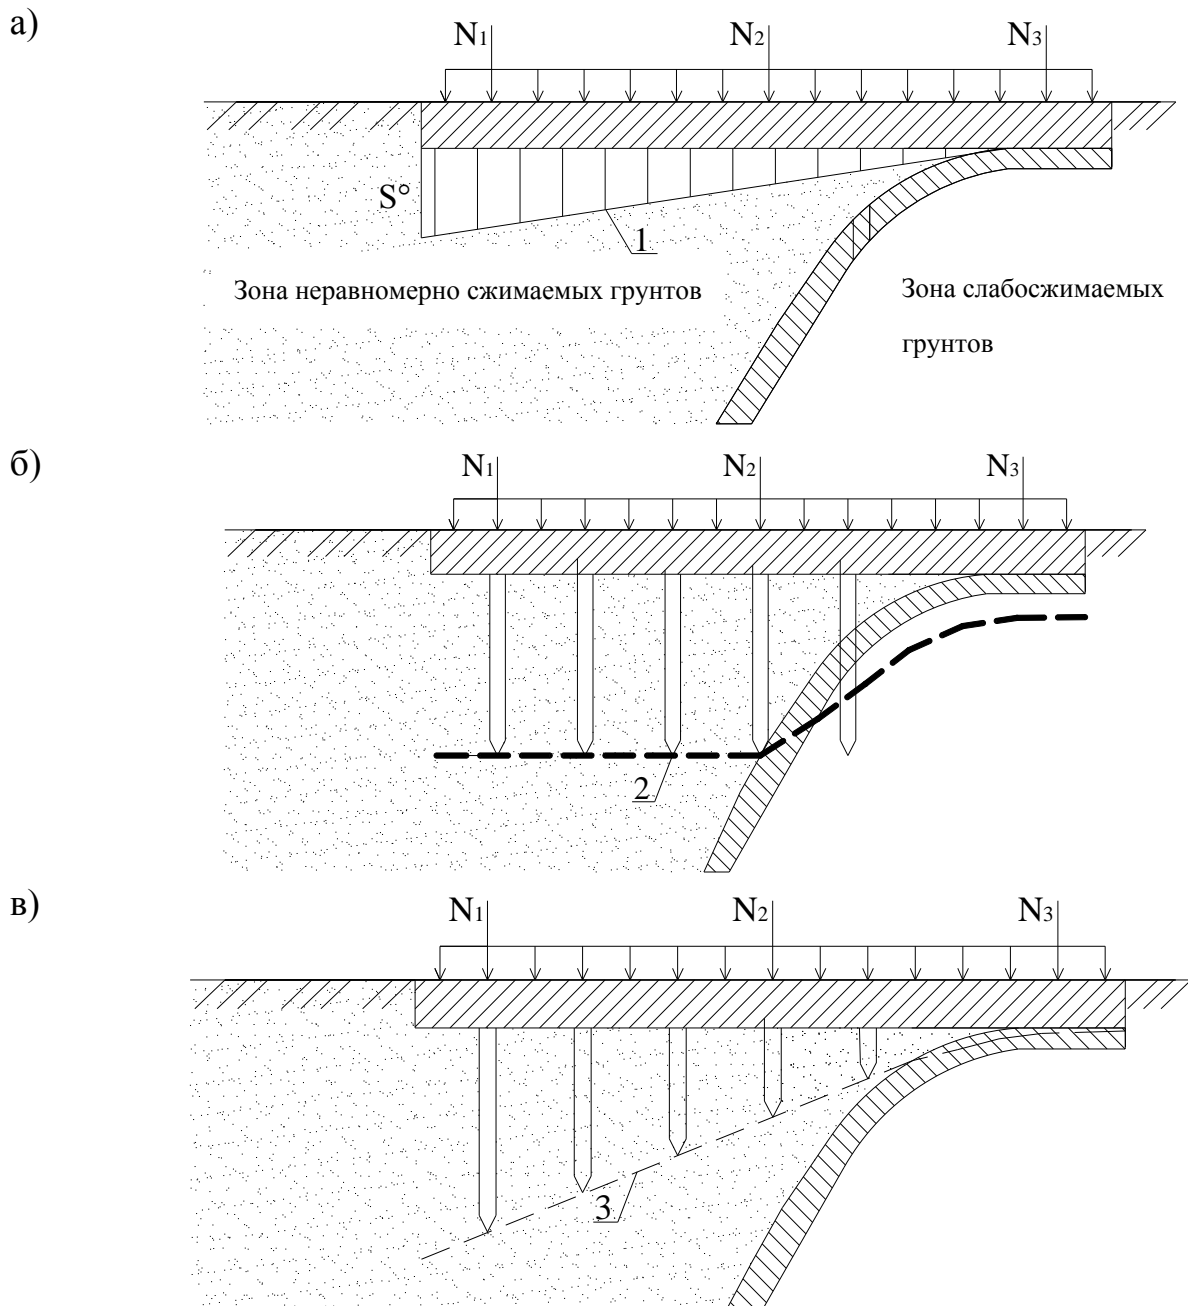 а)
N1 N2 N3
S°
1
Зона неравномерно сжимаемых грунтов
Зона слабосжимаемых
грунтов
б)
N1 N2 N3
2
в)
N1 N2 N3
3